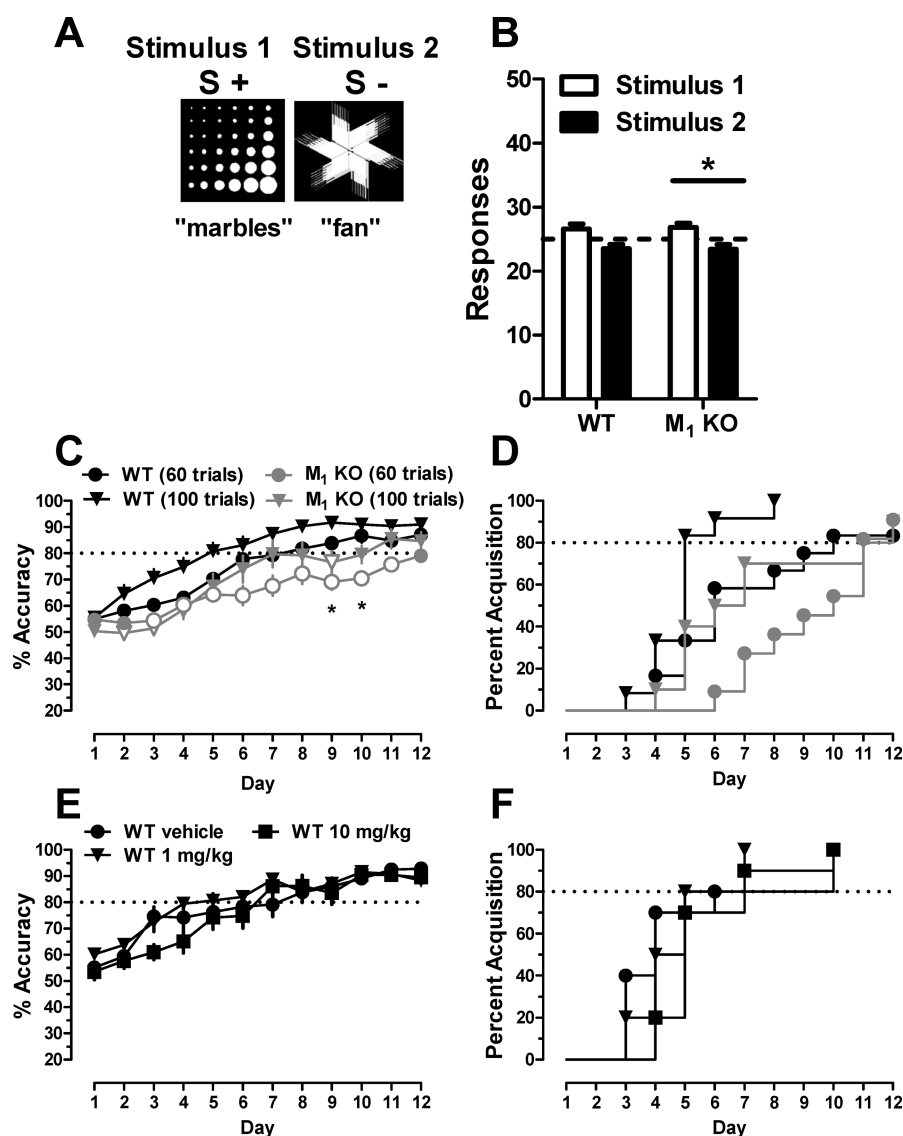 A
Stimulus 1 Stimulus 2
S + S -
"marbles" "fan"
B
50
40
30
20
10
0
Responses
Stimulus 1
Stimulus 2
*
WT M1 KO
C
WT (60 trials) M1 KO (60 trials)
WT (100 trials) M1 KO (100 trials)
100
90
80
70
60
50
40
30
20
% Accuracy
* *
1 2 3 4 5 6 7 8 9 10 11 12
Day
D
100
80
60
40
20
0
Percent Acquisition
1 2 3 4 5 6 7 8 9 10 11 12
Day
E
WT vehicle WT 10 mg/kg
WT 1 mg/kg
100
90
80
70
60
50
40
30
20
% Accuracy
1 2 3 4 5 6 7 8 9 10 11 12
Day
F
100
80
60
40
20
0
Percent Acquisition
1 2 3 4 5 6 7 8 9 10 11 12
Day